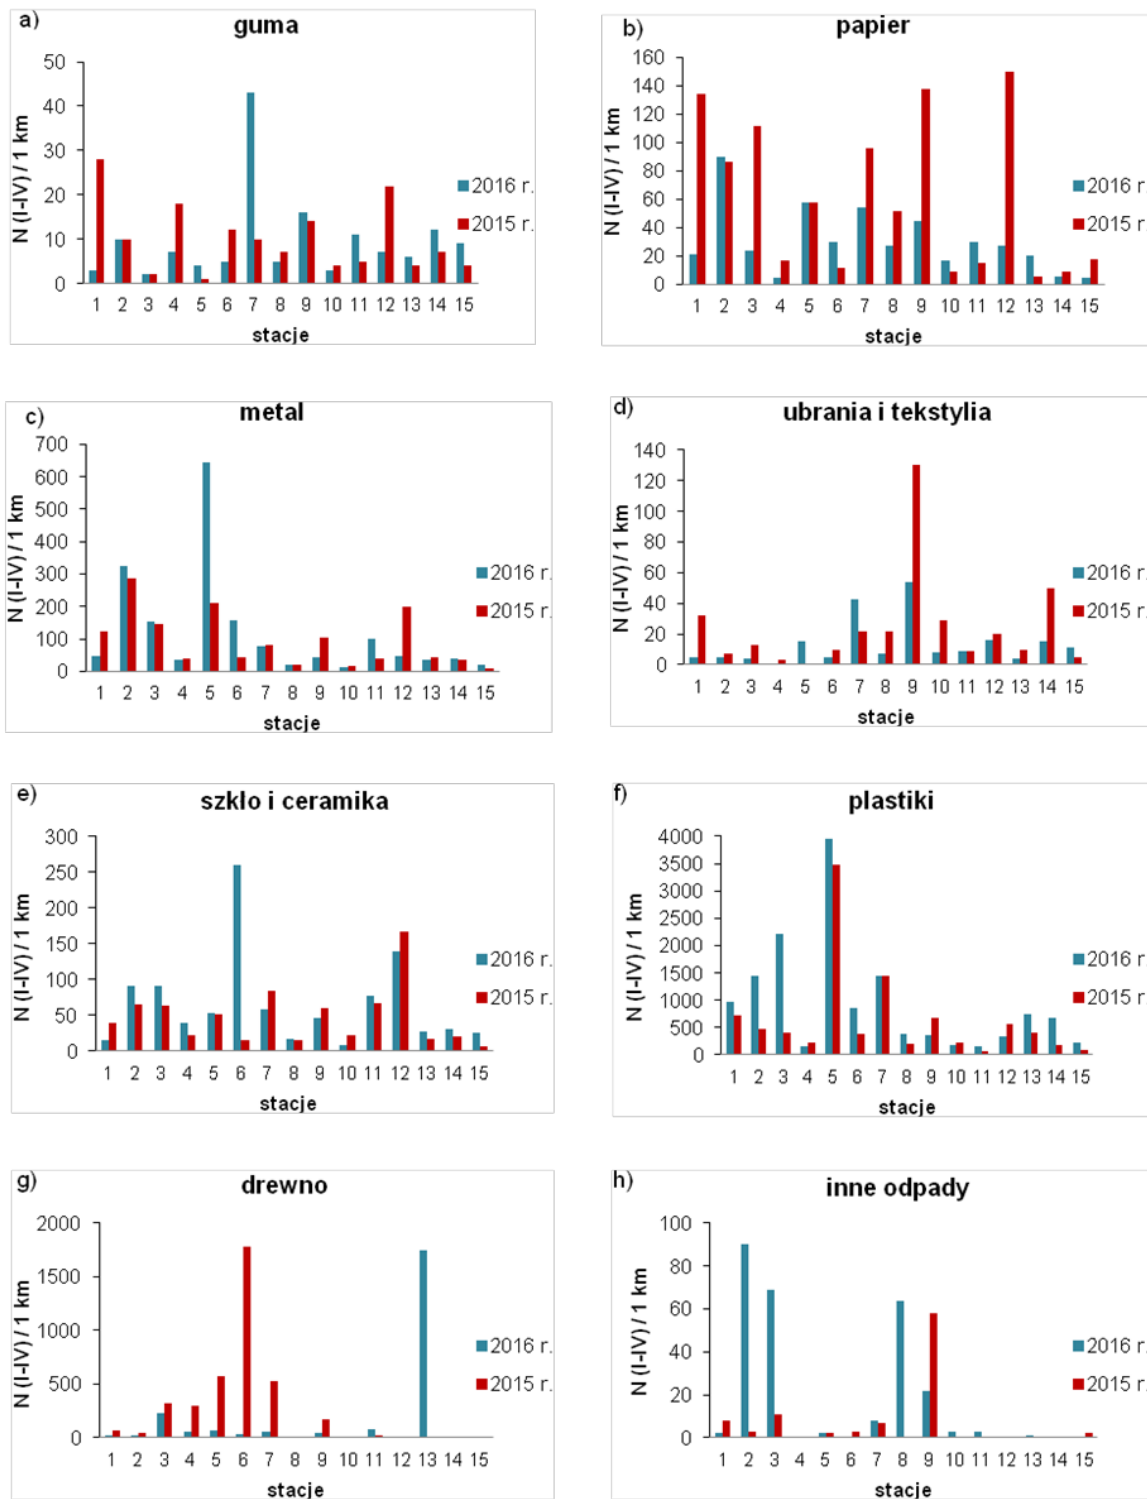 a)
guma
N (I-IV) / 1 km
50
40
30
20
10
0
1 2 3 4 5 6 7 8 9 10 11 12 13 14 15
stacje
2016 r.
2015 r.
b)
papier
N (I-IV) / 1 km
160
140
120
100
80
60
40
20
0
1 2 3 4 5 6 7 8 9 10 11 12 13 14 15
stacje
2016 r.
2015 r.
c)
metal
N (I-IV) / 1 km
700
600
500
400
300
200
100
0
1 2 3 4 5 6 7 8 9 10 11 12 13 14 15
stacje
2016 r.
2015 r.
d)
ubrania i tekstylia
N (I-IV) / 1 km
140
120
100
80
60
40
20
0
1 2 3 4 5 6 7 8 9 10 11 12 13 14 15
stacje
2016 r.
2015 r.
e)
szkło i ceramika
N (I-IV) / 1 km
300
250
200
150
100
50
0
1 2 3 4 5 6 7 8 9 10 11 12 13 14 15
stacje
2016 r.
2015 r.
f)
plastiki
N (I-IV) / 1 km
4000
3500
3000
2500
2000
1500
1000
500
0
1 2 3 4 5 6 7 8 9 10 11 12 13 14 15
stacje
2016 r.
2015 r.
g)
drewno
N (I-IV) / 1 km
2000
1500
1000
500
0
1 2 3 4 5 6 7 8 9 10 11 12 13 14 15
stacje
2016 r.
2015 r.
h)
inne odpady
N (I-IV) / 1 km
100
80
60
40
20
0
1 2 3 4 5 6 7 8 9 10 11 12 13 14 15
stacje
2016 r.
2015 r.